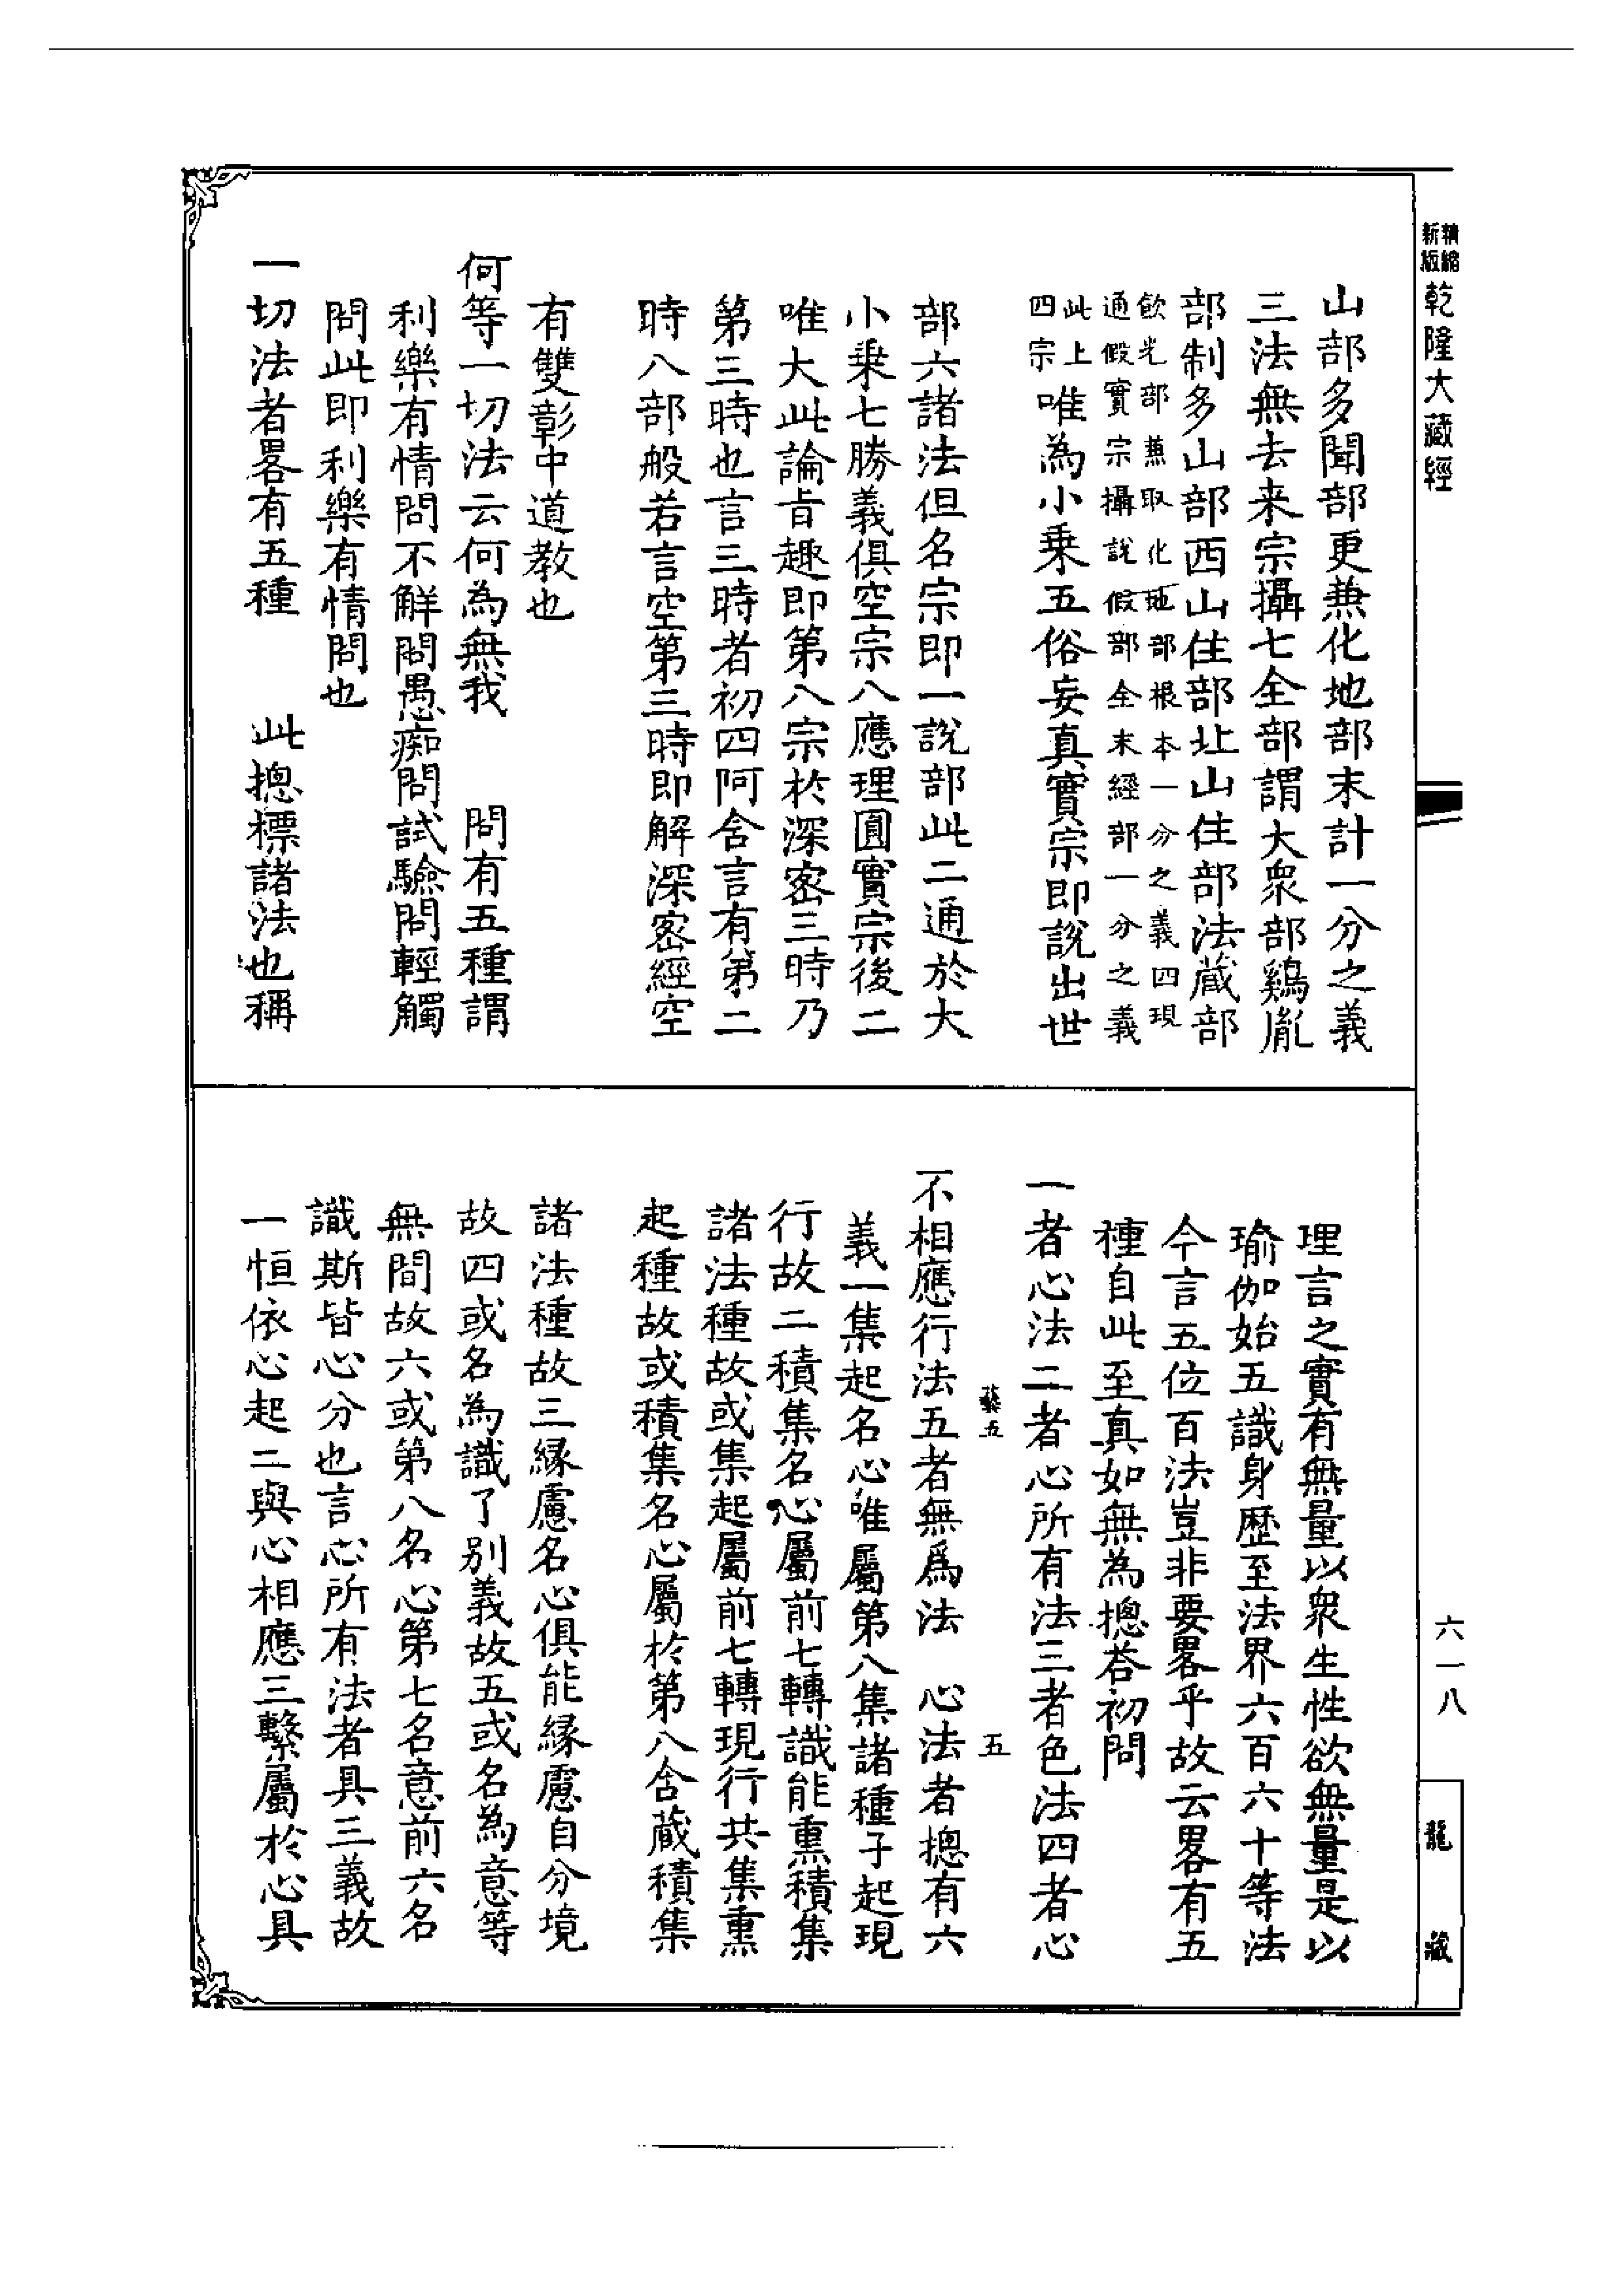 精縮
新版
乾隆大藏經
山部多聞部更兼化地部末計一分之義
三法無去来宗攝七全部謂大衆部鷄胤
部制多山部西山住部北山住部法藏部
飲光部兼取化地部根本一分之義四現
通假實宗攝說假部全末經部一分之義
此上
四宗
唯為小乗五俗妄真實宗即說出世
部六諸法但名宗即一說部此二通於大
小乗七勝義俱空宗八應理圓實宗後二
唯大此論旨趣即第八宗於深密三時乃
第三時也言三時者初四阿含言有第二
時八部般若言空第三時即解深密經空
有雙彰中道教也
何等一切法云何為無我　問有五種謂
利樂有情問不解問愚痴問試驗問輕觸
問此即利樂有情問也
一切法者畧有五種　此摠標諸法也稱
理言之實有無量以衆生性欲無量是以
瑜伽始五識身歷至法界六百六十等法
今言五位百法豈非要畧乎故云畧有五
種自此至真如無為摠荅初問
一者心法二者心所有法三者色法四者心
五
不相應行法五者無爲法　心法者摠有六
義一集起名心唯屬第八集諸種子起現
行故二積集名心屬前七轉識能熏積集
諸法種故或集起屬前七轉現行共集熏
起種故或積集名心屬於第八含藏積集
諸法種故三緣慮名心俱能緣慮自分境
故四或名為識了别義故五或名為意等
無間故六或第八名心第七名意前六名
識斯皆心分也言心所有法者具三義故
一恒依心起二與心相應三繫屬於心具
六一八
龍藏